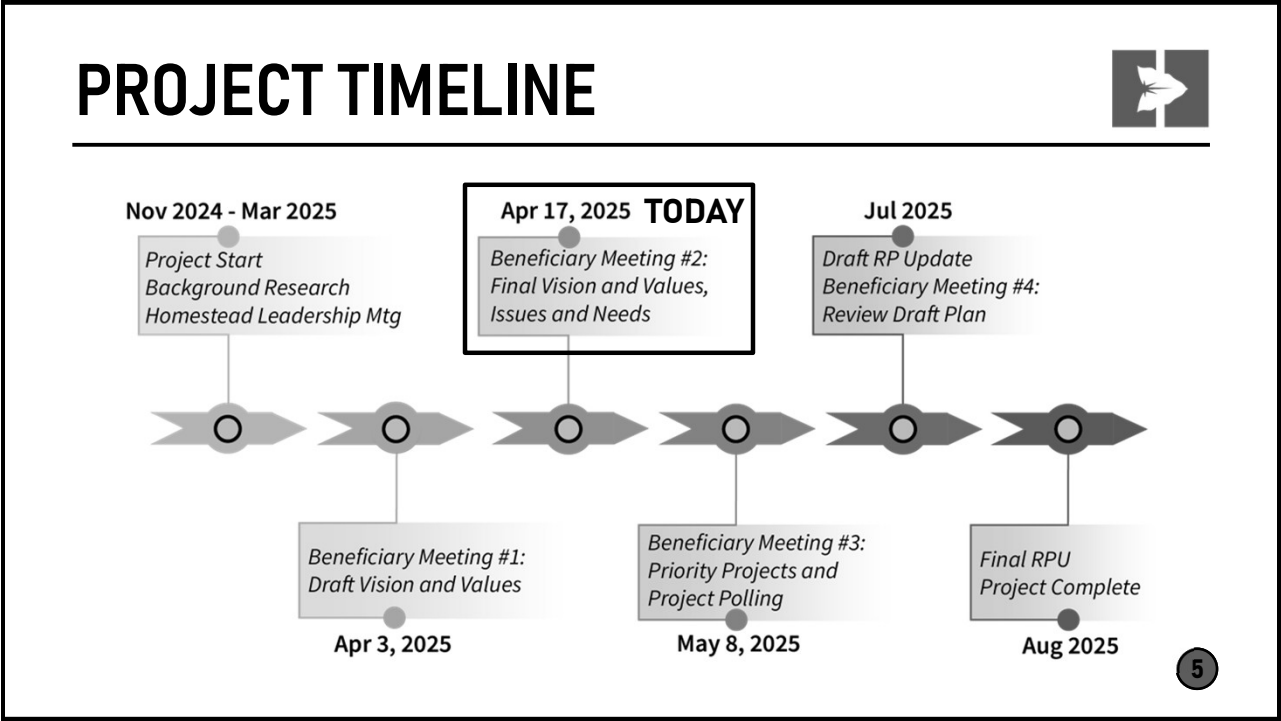 PROJECT TIMELINE
Nov 2024 - Mar 2025
Project Start
Background Research
Homestead Leadership Mtg
Apr 17, 2025 TODAY
Beneficiary Meeting #2:
Final Vision and Values,
Issues and Needs
Jul 2025
Draft RP Update
Beneficiary Meeting #4:
Review Draft Plan
Beneficiary Meeting #1:
Draft Vision and Values
Apr 3, 2025
Beneficiary Meeting #3:
Priority Projects and
Project Polling
May 8, 2025
Final RPU
Project Complete
Aug 2025
5